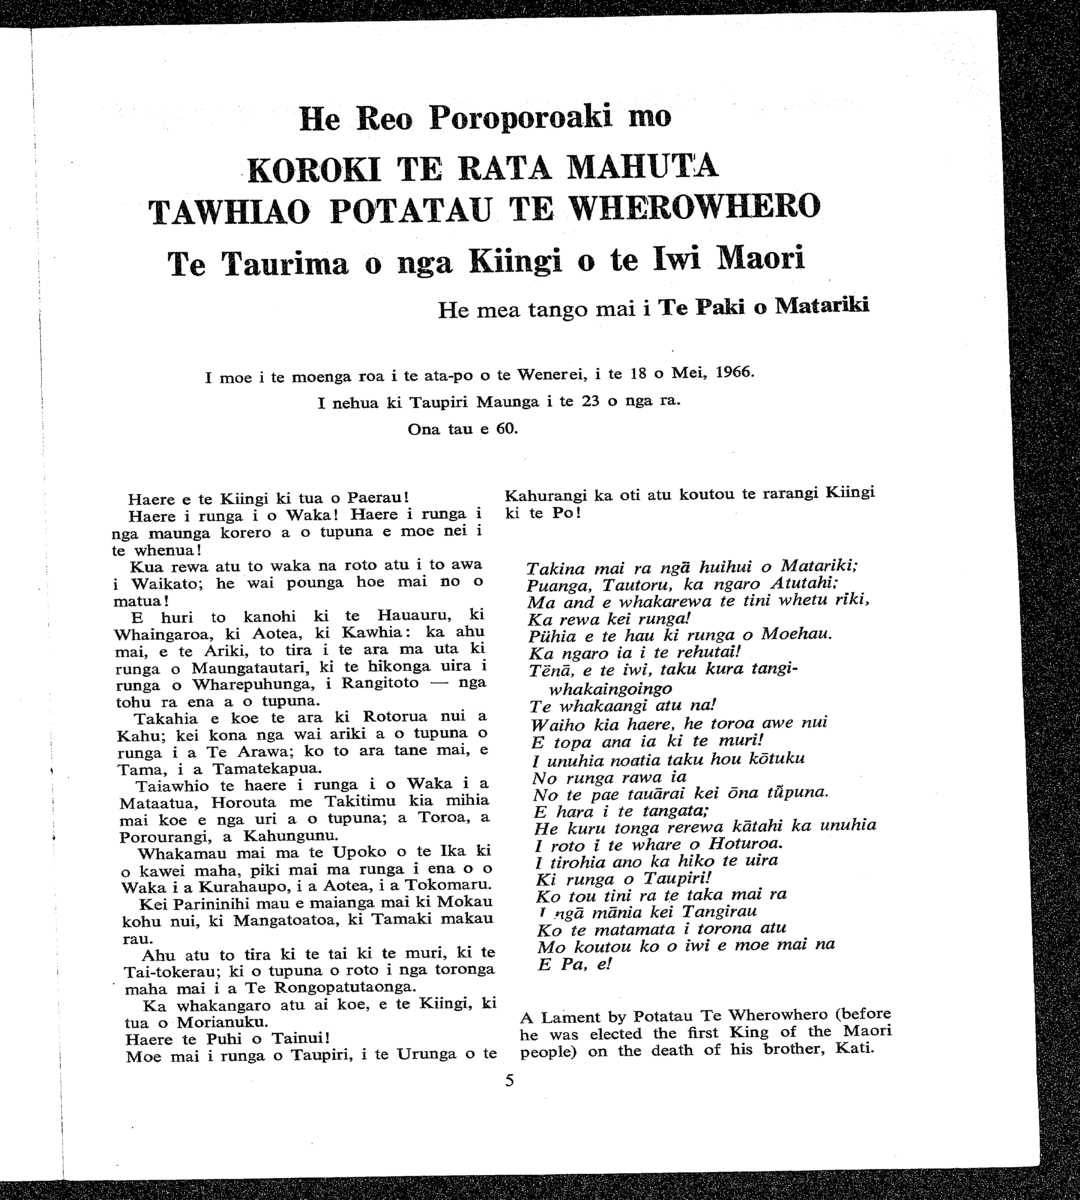 He Reo Poroporoaki mo
KOROKI TE RATA MAHUTA
TAWHIAO POTATAU TE WHEROWHERO
Te Taurima o nga Kiingi o te Iwi Maori
He mea tango mai i Te Paki o Matariki
I moe i te moenga roa i te ata-po o te Wenerei, i te 18 o Mei, 1966.
I nehua ki Taupiri Maunga i te 23 o nga ra.
Ona tau e 60.
Haere e te Kiingi ki tua o Paerau!
Haere i runga i o Waka! Haere i runga i
nga maunga korero a o tupuna e moe nei i
te whenua!
Kua rewa atu to waka na roto atu i to awa
i Waikato; he wai pounga hoe mai no o
matua!
E huri to kanohi ki te Hauauru, ki
Whaingaroa, ki Aotea, ki Kawhia: ka ahu
mai, e te Ariki, to tira i te ara ma uta ki
runga o Maungatautari, ki te hikonga uira i
runga o Wharepuhunga, i Rangitoto — nga
tohu ra ena a o tupuna.
Takahia e koe te ara ki Rotorua nui a
Kahu; kei kona nga wai ariki a o tupuna o
runga i a Te Arawa; ko to ara tane mai, e
Tama, i a Tamatekapua.
Taiawhio te haere i runga i o Waka i a
Mataatua, Horouta me Takitimu kia mihia
mai koe e nga uri a o tupuna; a Toroa, a
Porourangi, a Kahungunu.
Whakamau mai ma te Upoko o te Ika ki
o kawei maha, piki mai ma runga i ena o o
Waka i a Kurahaupo, i a Aotea, i a Tokomaru.
Kei Parininihi mau e maianga mai ki Mokau
kohu nui, ki Mangatoatoa, ki Tamaki makau
rau.
Ahu atu to tira ki te tai ki te muri, ki te
Tai-tokerau; ki o tupuna o roto i nga toronga
maha mai i a Te Rongopatutaonga.
Ka whakangaro atu ai koe, e te Kiingi, ki
tua o Morianuku.
Haere te Puhi o Tainui!
Moe mai i runga o Taupiri, i te Urunga o te
Kahurangi ka oti atu koutou te rarangi Kiingi
ki te Po!
Takina mai ra ngā huihui o Matariki;
Puanga, Tautoru, ka ngaro Atutahi;
Ma and e whakarewa te tini whetu riki,
Ka rewa kei runga!
Pūhia e te hau ki runga o Moehau.
Ka ngaro ia i te rehutai!
Tēnā, e te iwi, taku kura tangi-
whakaingoingo
Te whakaangi atu na!
Waiho kia haere, he toroa awe nui
E topa ana ia ki te muri!
I unuhia noatia taku hou kōtuku
No runga rawa ia
No te pae tauārai kei ōna tūpuna.
E hara i te tangata;
He kuru tonga rerewa kātahi ka unuhia
I roto i te whare o Hoturoa.
I tirohia ano ka hiko te uira
Ki runga o Taupiri!
Ko tou tini ra te taka mai ra
I ngā mānia kei Tangirau
Ko te matamata i torona atu
Mo koutou ko o iwi e moe mai na
E Pa, e!
A Lament by Potatau Te Wherowhero (before
he was elected the first King of the Maori
people) on the death of his brother, Kati.
5